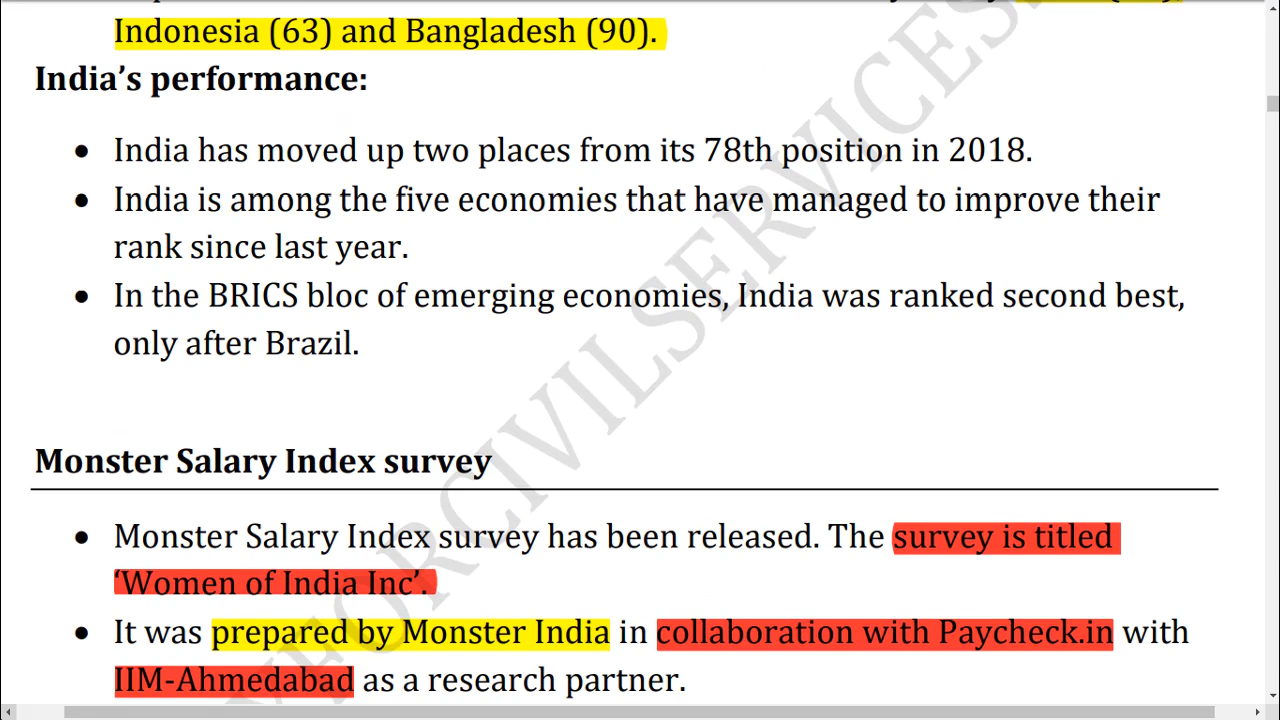 Indonesia (63) and Bangladesh (90).
India’s performance:
● India has moved up two places from its 78th position in 2018.
● India is among the five economies that have managed to improve their
rank since last year.
● In the BRICS bloc of emerging economies, India was ranked second best,
only after Brazil.
Monster Salary Index survey
● Monster Salary Index survey has been released. The survey is titled
‘Women of India Inc’.
● It was prepared by Monster India in collaboration with Paycheck.in with
IIM-Ahmedabad as a research partner.
FORCIVILSERVICES